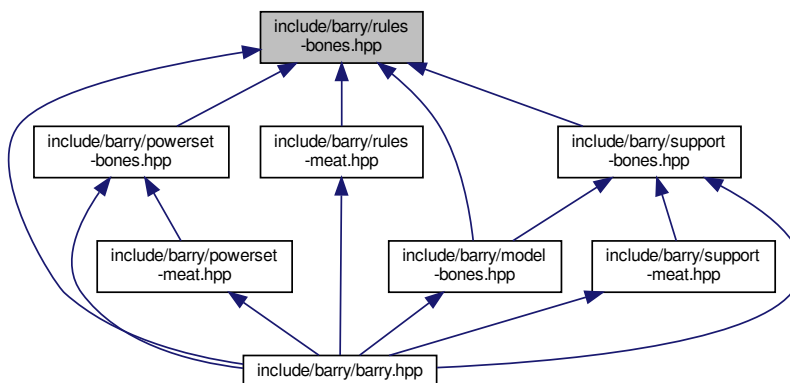 include/barry/rules
-bones.hpp
include/barry/powerset
-bones.hpp
include/barry/rules
-meat.hpp
include/barry/support
-bones.hpp
include/barry/powerset
-meat.hpp
include/barry/model
-bones.hpp
include/barry/support
-meat.hpp
include/barry/barry.hpp